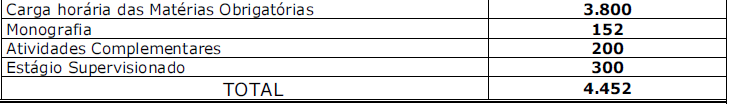 Carga horária das Matérias Obrigatórias 3.800
Monografia 152
Atividades Complementares 200
Estágio Supervisionado 300
TOTAL 4.452